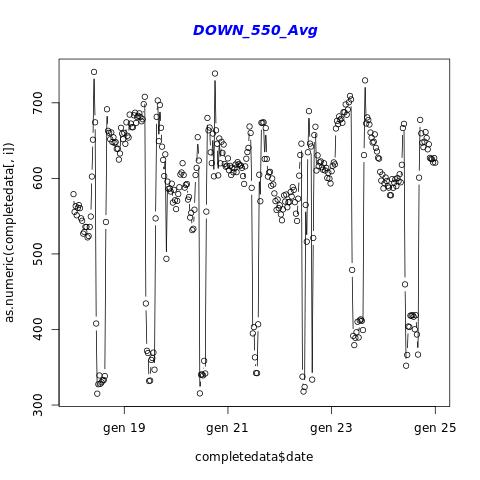 DOWN_550_Avg
as.numeric(completedata[, i])
700
600
500
400
300
gen 19
gen 21
gen 23
gen 25
completedata$date